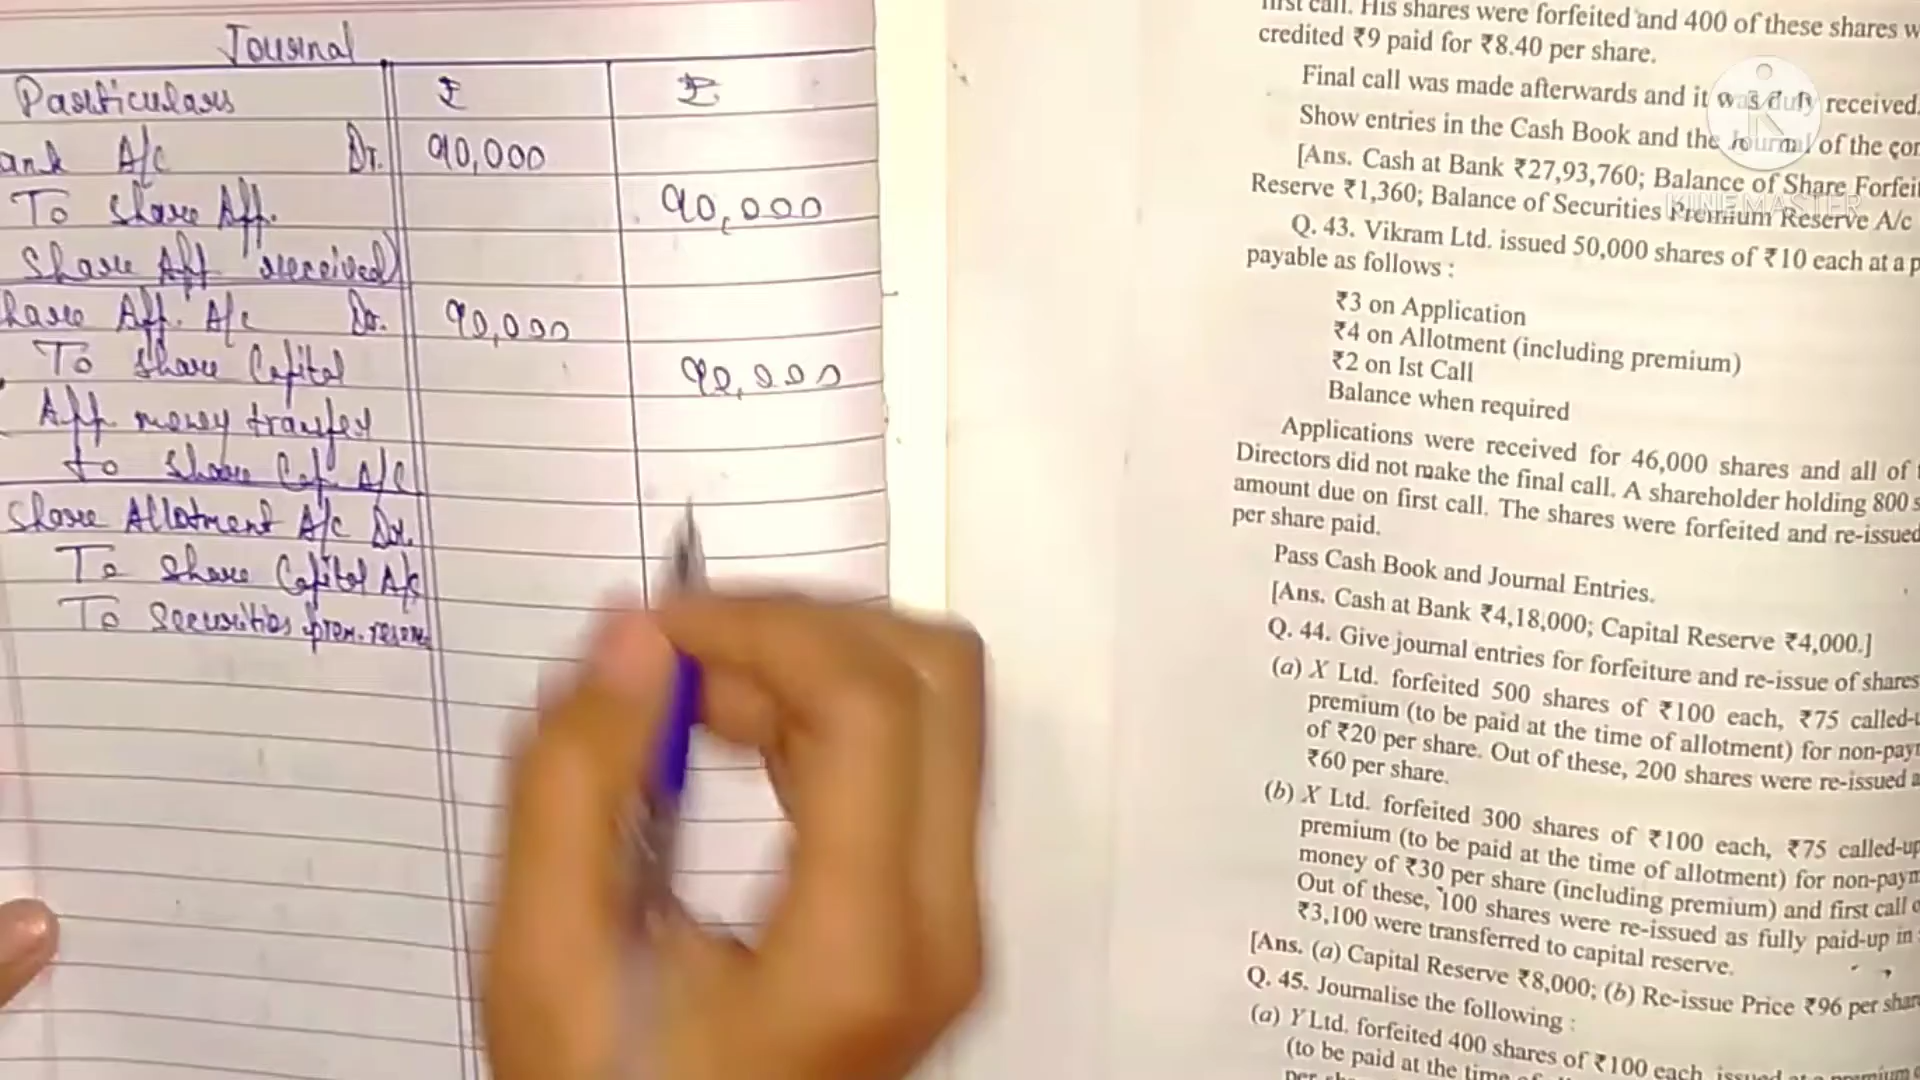 Journal
Particulars ₹ ₹
ank A/c Dr. 90,000
To Share App. 90,000
Share App received)
hare App. A/c Dr. 90,000
To Share Capital 90,000
App money transfer
to Share Cap A/c
Share Allotment A/c Dr.
To Share Capital A/c
To Securities prem. reserve
first call. His shares were forfeited and 400 of these shares w
credited ₹9 paid for ₹8.40 per share.
Final call was made afterwards and it was duly received.
Show entries in the Cash Book and the Journal of the com
[Ans. Cash at Bank ₹27,93,760; Balance of Share Forfeit
Reserve ₹1,360; Balance of Securities Premium Reserve A/c
Q. 43. Vikram Ltd. issued 50,000 shares of ₹10 each at a p
payable as follows :
₹3 on Application
₹4 on Allotment (including premium)
₹2 on Ist Call
Balance when required
Applications were received for 46,000 shares and all of t
Directors did not make the final call. A shareholder holding 800 s
amount due on first call. The shares were forfeited and re-issued
per share paid.
Pass Cash Book and Journal Entries.
[Ans. Cash at Bank ₹4,18,000; Capital Reserve ₹4,000.]
Q. 44. Give journal entries for forfeiture and re-issue of shares
(a) X Ltd. forfeited 500 shares of ₹100 each, ₹75 called-u
premium (to be paid at the time of allotment) for non-paym
of ₹20 per share. Out of these, 200 shares were re-issued a
₹60 per share.
(b) X Ltd. forfeited 300 shares of ₹100 each, ₹75 called-up
premium (to be paid at the time of allotment) for non-paym
money of ₹30 per share (including premium) and first call o
Out of these, 100 shares were re-issued as fully paid-up in
₹3,100 were transferred to capital reserve.
[Ans. (a) Capital Reserve ₹8,000; (b) Re-issue Price ₹96 per share
Q. 45. Journalise the following :
(a) Y Ltd. forfeited 400 shares of ₹100 each, issued at a premium o
(to be paid at the time
K
KINEMASTER